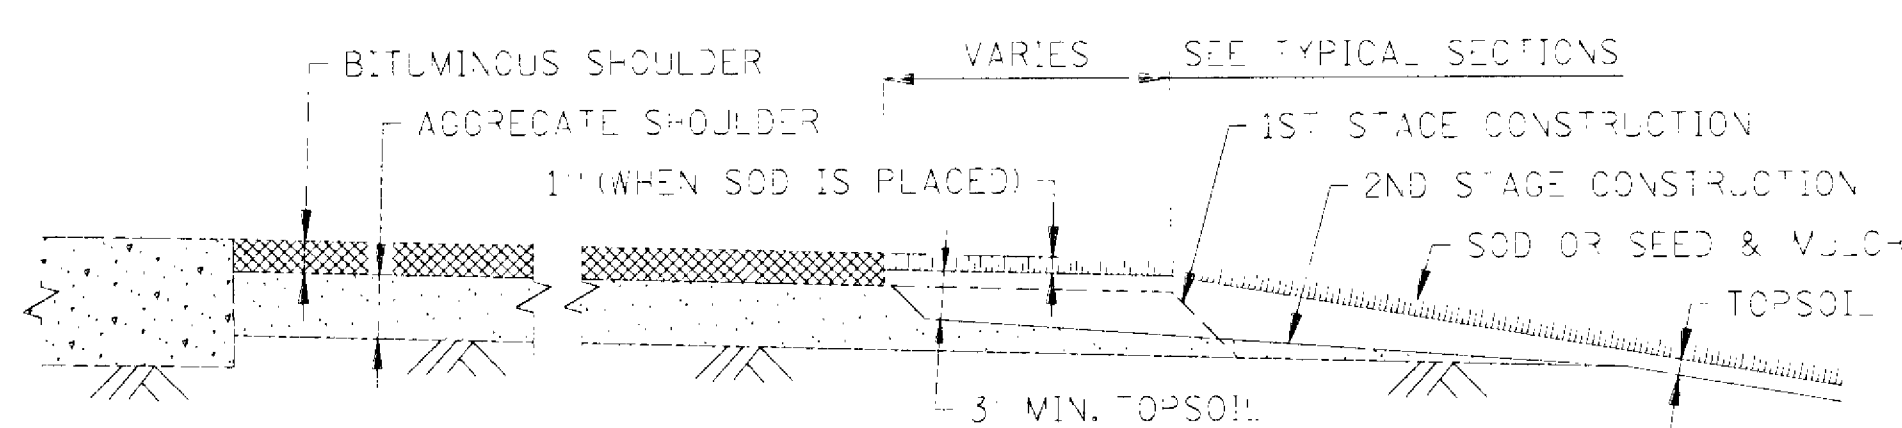 VARIES
SEE TYPICAL SECTIONS
BITUMINOUS SHOULDER
AGGREGATE SHOULDER
1ST STAGE CONSTRUCTION
1" (WHEN SOD IS PLACED)
2ND STAGE CONSTRUCTION
SOD OR SEED & MULCH
TOPSOIL
3" MIN. TOPSOIL